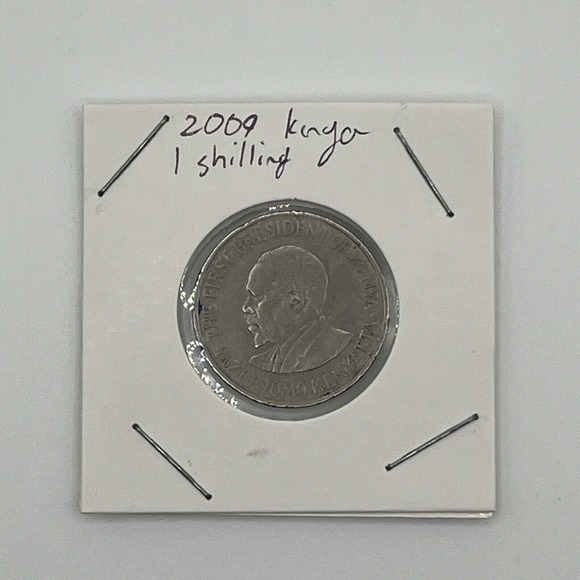 2009 kenya
1 shilling
THE FIRST PRESIDENT OF KENYA
MZEE JOMO KENYATTA